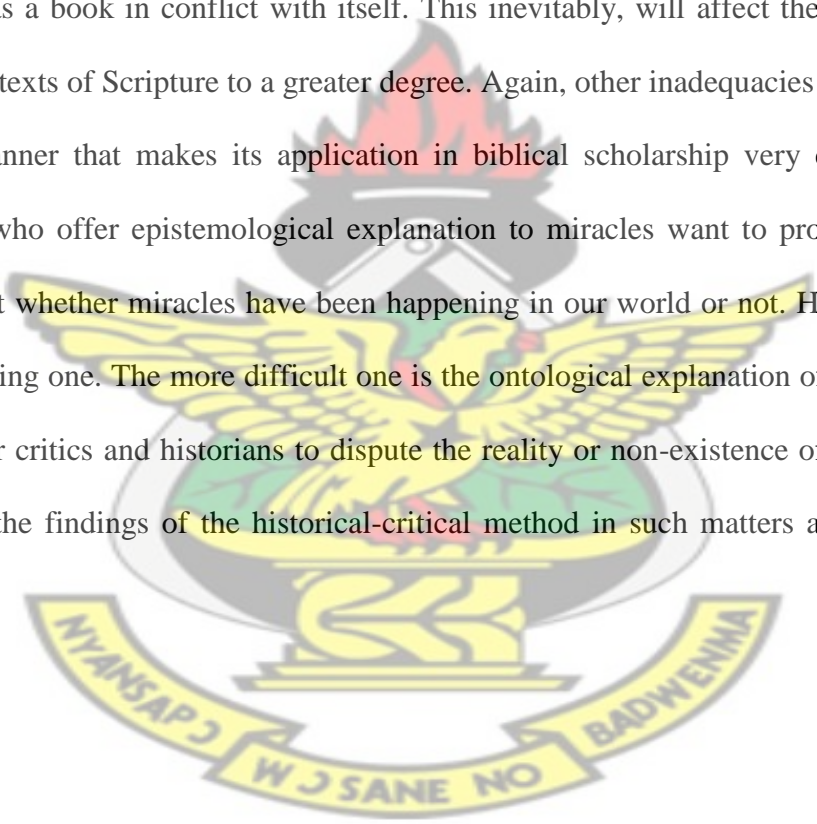 as a book in conflict with itself. This inevitably, will affect the
texts of Scripture to a greater degree. Again, other inadequacies
anner that makes its application in biblical scholarship very
who offer epistemological explanation to miracles want to pro
t whether miracles have been happening in our world or not. H
ing one. The more difficult one is the ontological explanation o
r critics and historians to dispute the reality or non-existence o
the findings of the historical-critical method in such matters a
NYANSAPƆ
WƆSANE NO
BADWENMA